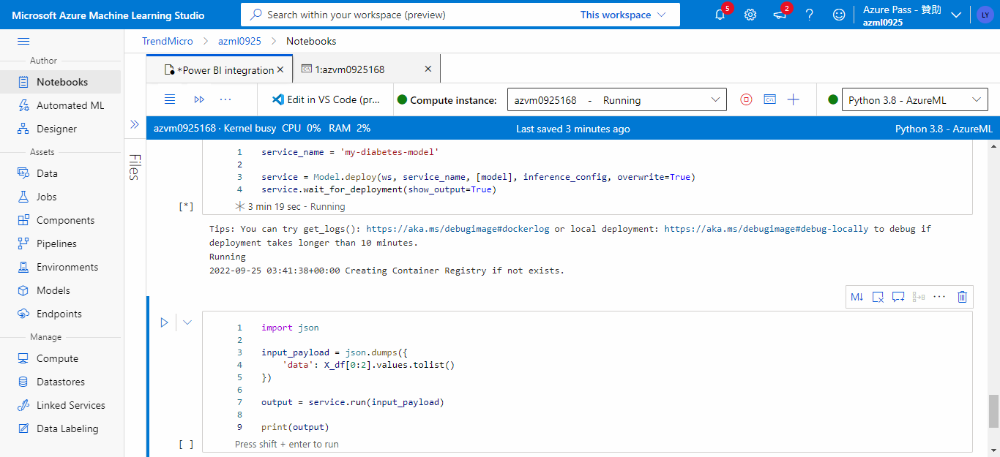 Microsoft Azure Machine Learning Studio
Search within your workspace (preview)
This workspace
5
2
Azure Pass - 贊助
azml0925
LY
TrendMicro
azml0925
Notebooks
Author
Notebooks
Automated ML
Designer
Assets
Data
Jobs
Components
Pipelines
Environments
Models
Endpoints
Manage
Compute
Datastores
Linked Services
Data Labeling
Files
*Power BI integration
1:azvm0925168
Edit in VS Code (pr...
Compute instance:
azvm0925168 - Running
Python 3.8 - AzureML
azvm0925168 · Kernel busy CPU 0% RAM 2%
Last saved 3 minutes ago
Python 3.8 - AzureML
1 service_name = 'my-diabetes-model'
2
3 service = Model.deploy(ws, service_name, [model], inference_config, overwrite=True)
4 service.wait_for_deployment(show_output=True)
[*]
3 min 19 sec - Running
Tips: You can try get_logs(): https://aka.ms/debugimage#dockerlog or local deployment: https://aka.ms/debugimage#debug-locally to debug if
deployment takes longer than 10 minutes.
Running
2022-09-25 03:41:38+00:00 Creating Container Registry if not exists.
M↓
1 import json
2
3 input_payload = json.dumps({
4 'data': X_df[0:2].values.tolist()
5 })
6
7 output = service.run(input_payload)
8
9 print(output)
[ ]
Press shift + enter to run